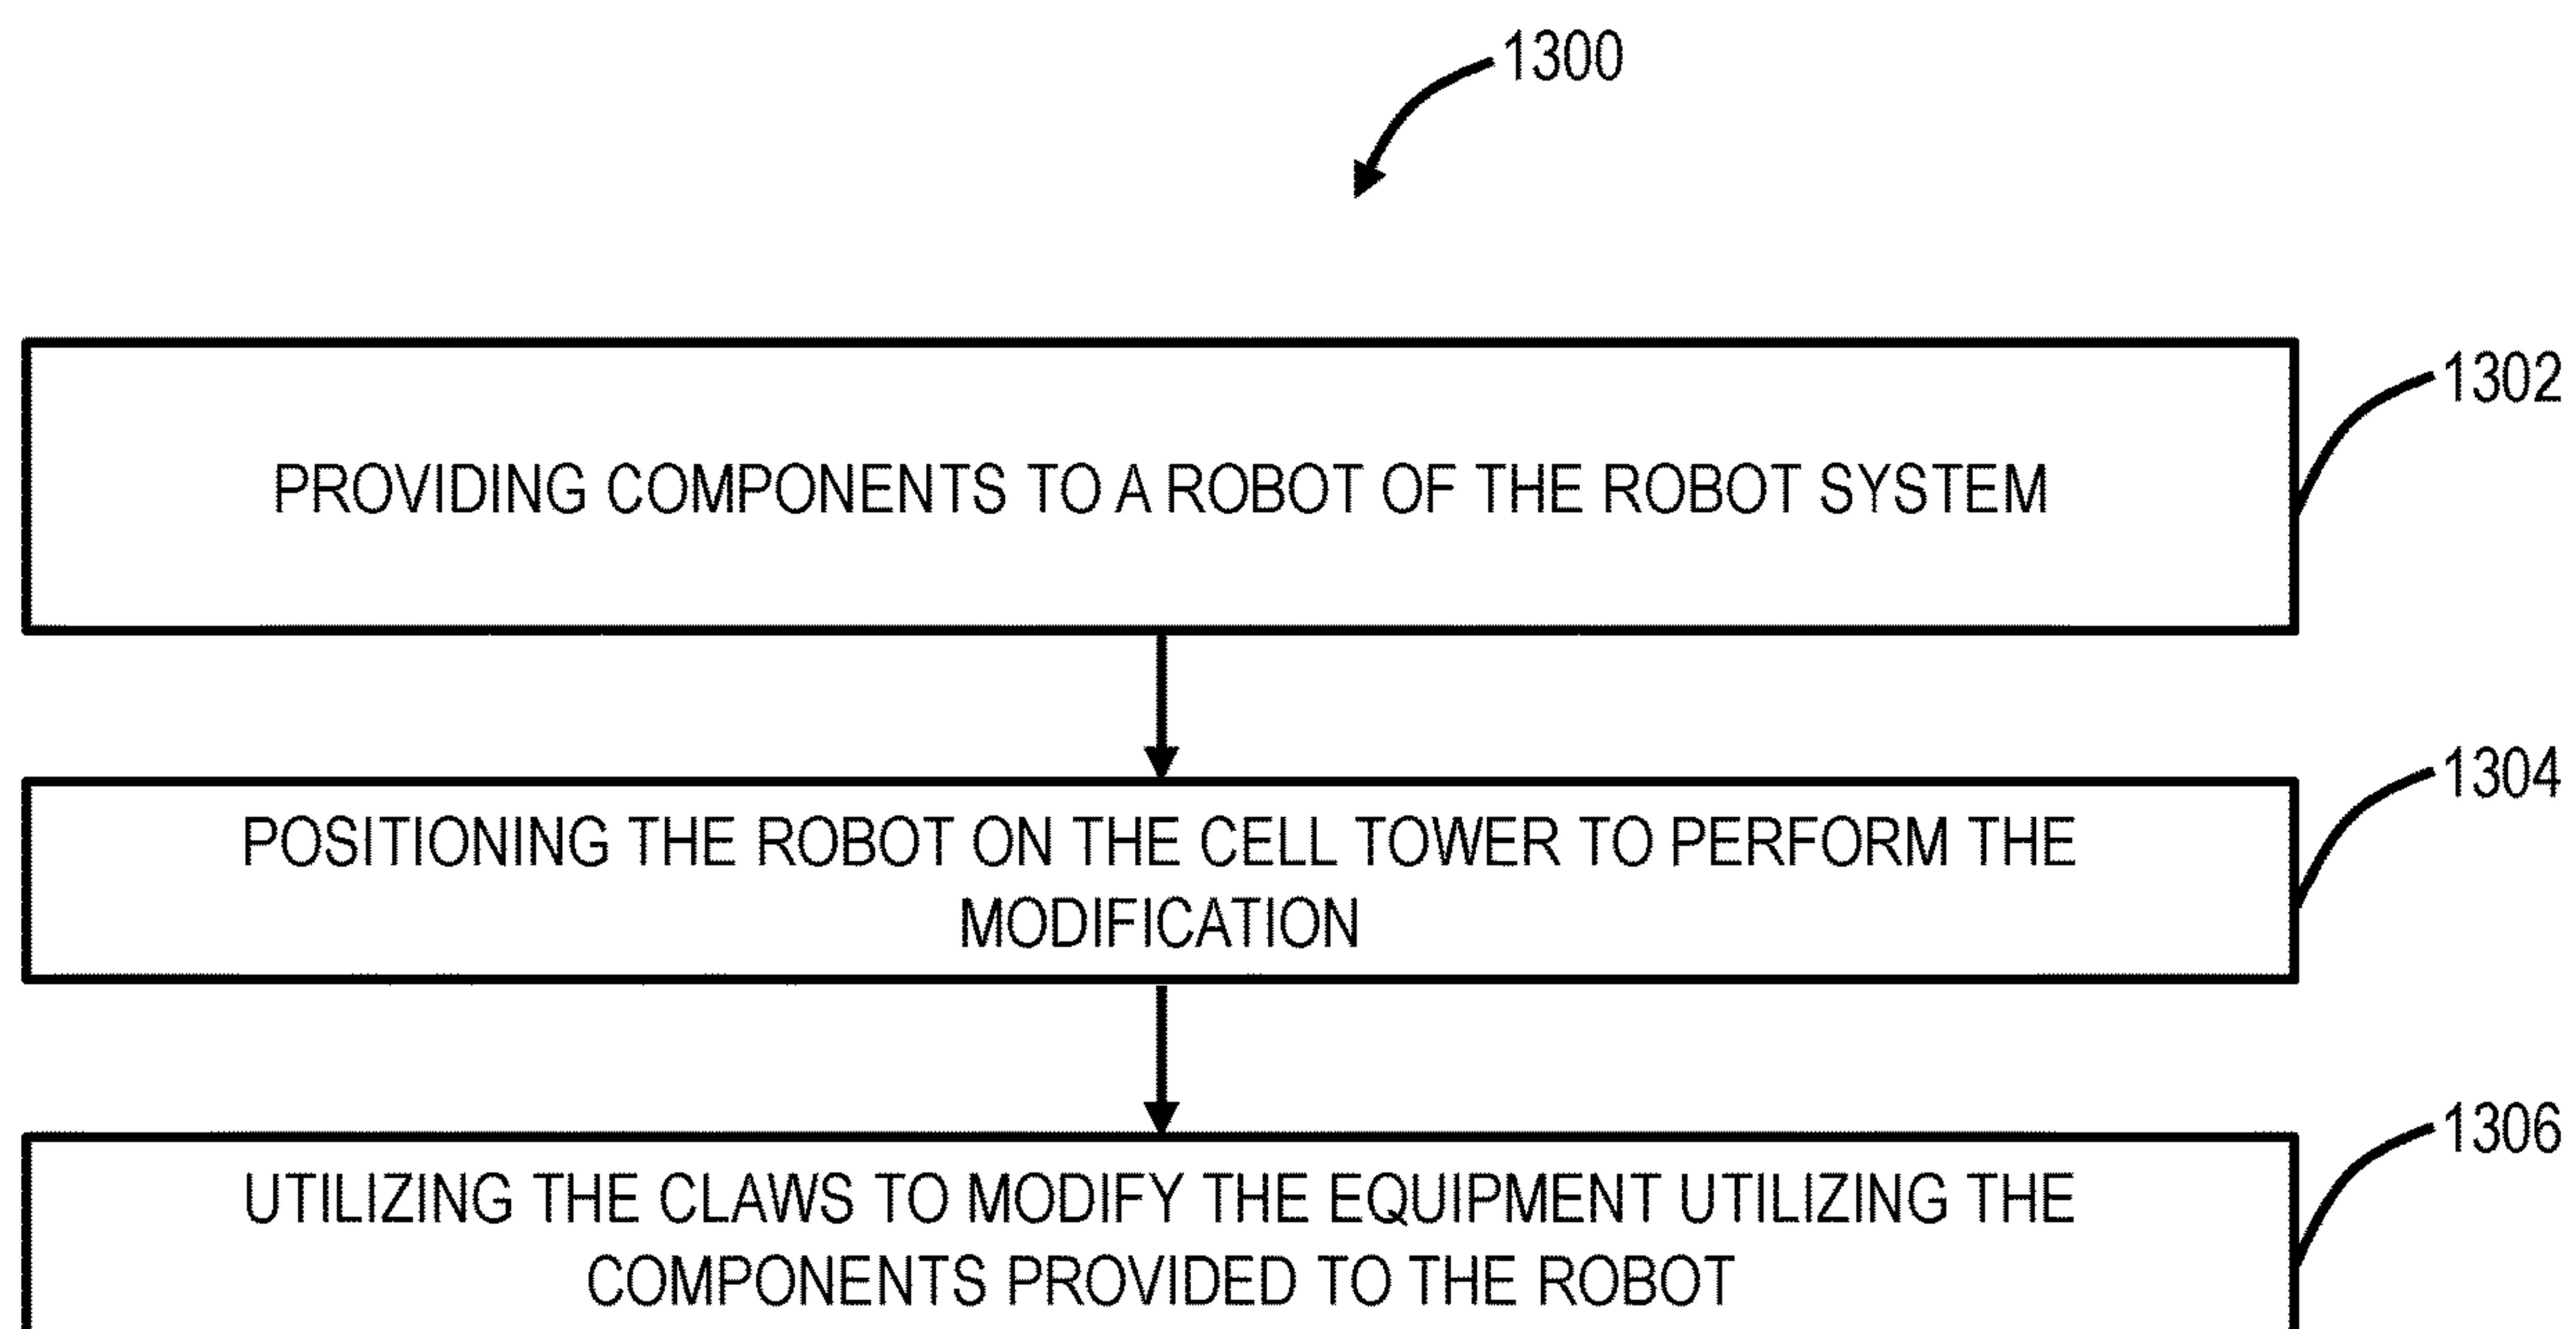 1300
1302
PROVIDING COMPONENTS TO A ROBOT OF THE ROBOT SYSTEM
1304
POSITIONING THE ROBOT ON THE CELL TOWER TO PERFORM THE
MODIFICATION
1306
UTILIZING THE CLAWS TO MODIFY THE EQUIPMENT UTILIZING THE
COMPONENTS PROVIDED TO THE ROBOT